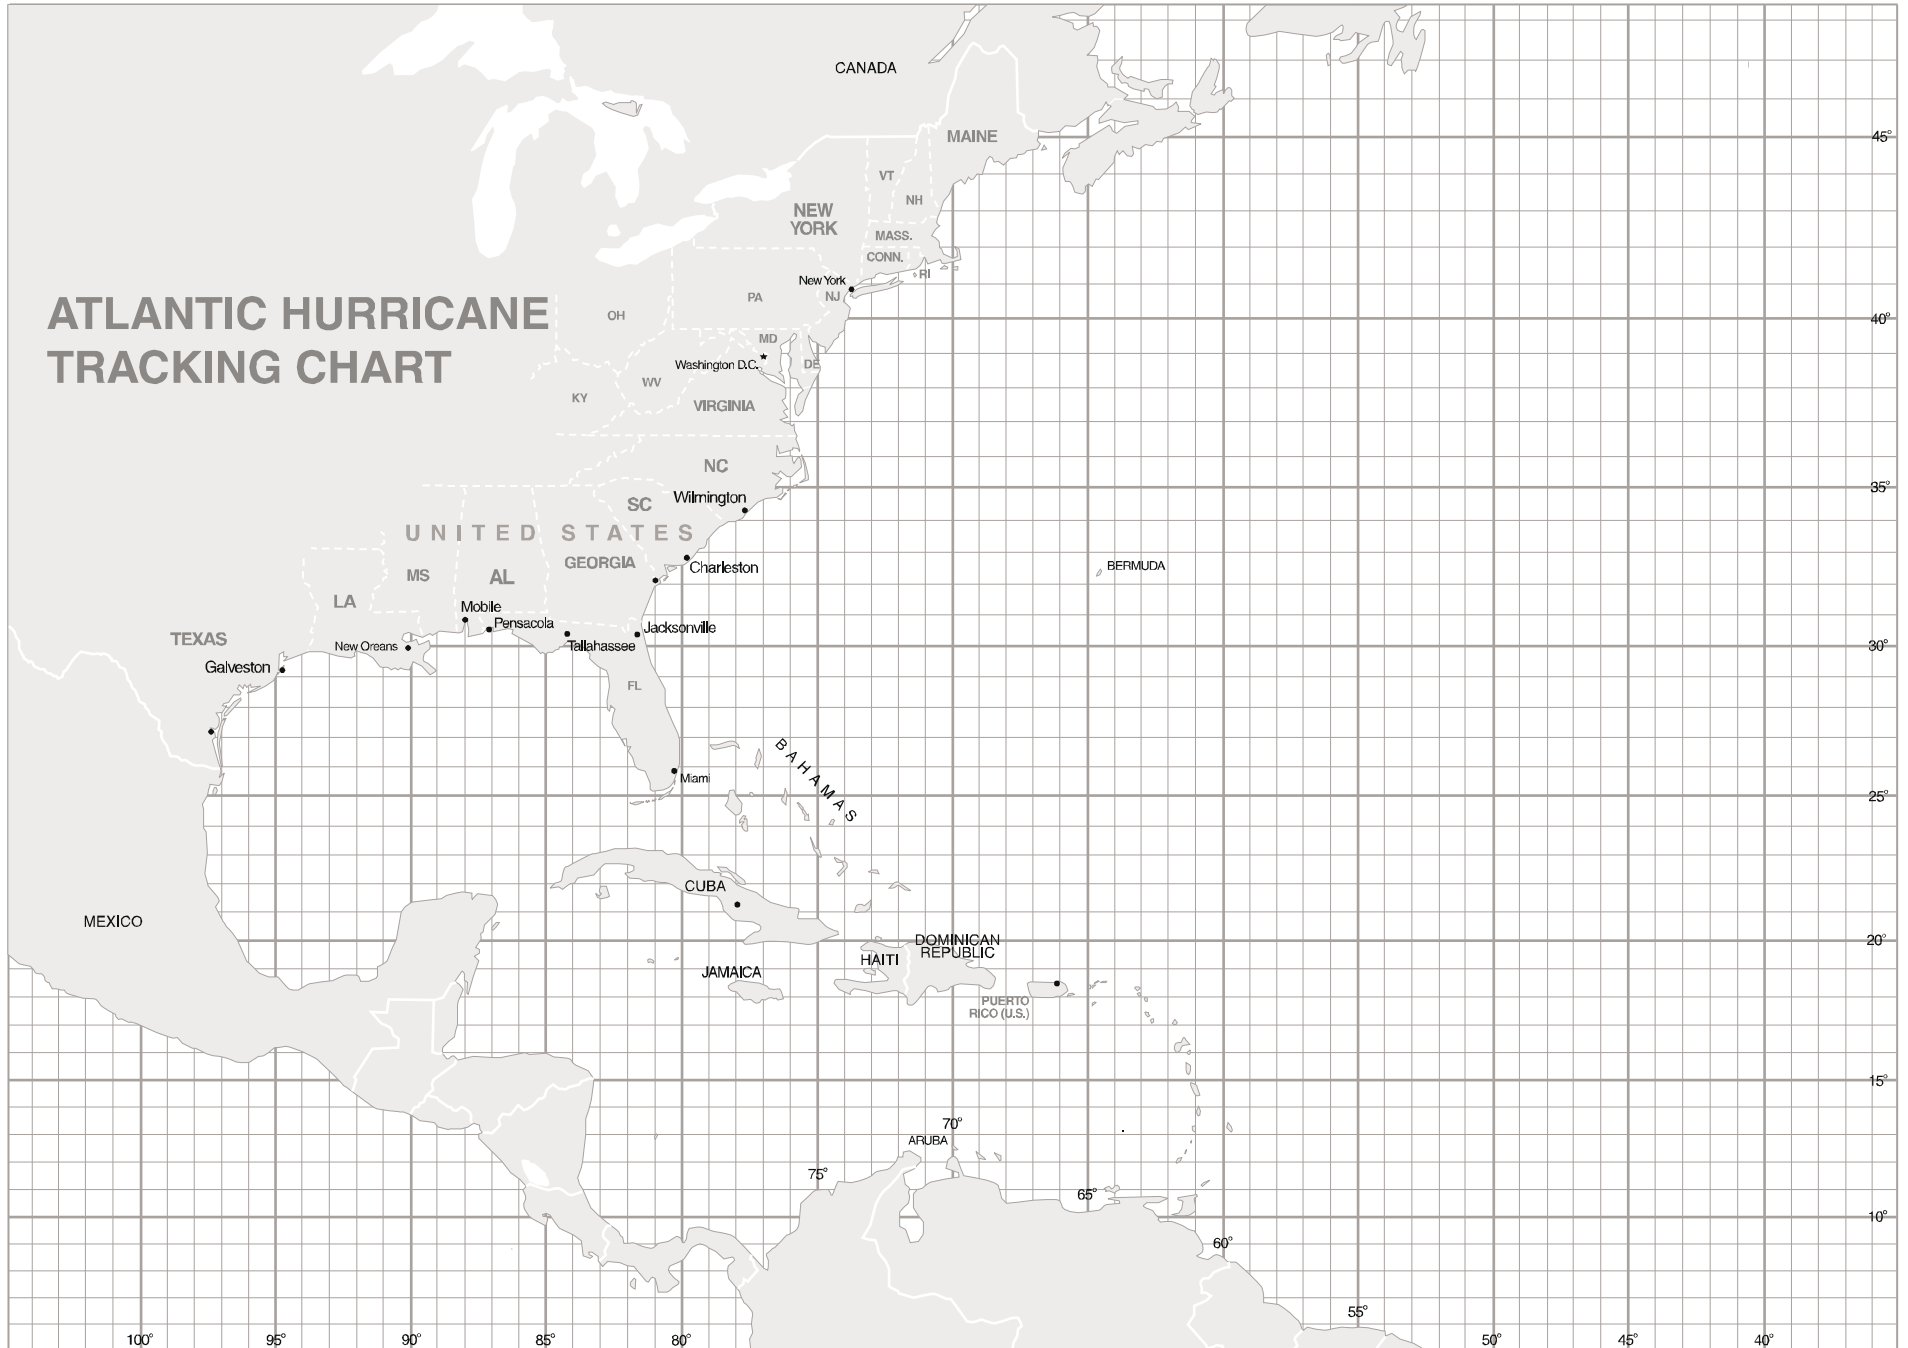 CANADA
MAINE
45°
VT
NH
NEW
YORK
MASS.
CONN.
RI
New York
NJ
PA
ATLANTIC HURRICANE
TRACKING CHART
OH
40°
MD
Washington D.C.
DE
WV
KY
VIRGINIA
NC
35°
SC
Wilmington
UNITED STATES
GEORGIA
Charleston
BERMUDA
MS
AL
LA
Mobile
Pensacola
Jacksonville
TEXAS
New Oreans
Tallahassee
30°
Galveston
FL
BAHAMAS
Miami
25°
CUBA
MEXICO
DOMINICAN
REPUBLIC
20°
HAITI
JAMAICA
PUERTO
RICO (U.S.)
15°
70°
ARUBA
75°
65°
10°
60°
55°
100°
95°
90°
85°
80°
50°
45°
40°